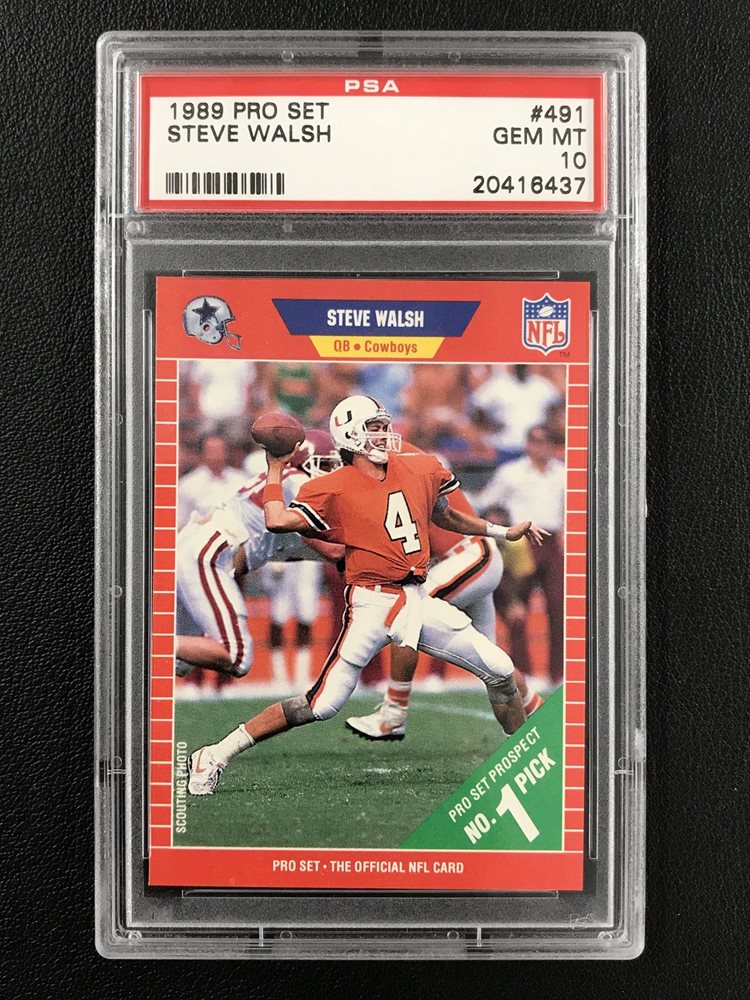 PSA
1989 PRO SET #491
STEVE WALSH GEM MT
10
20416437
STEVE WALSH
QB • Cowboys
NFL
TM
U
4
SCOUTING PHOTO
PRO SET PROSPECT
NO. 1 PICK
PRO SET • THE OFFICIAL NFL CARD